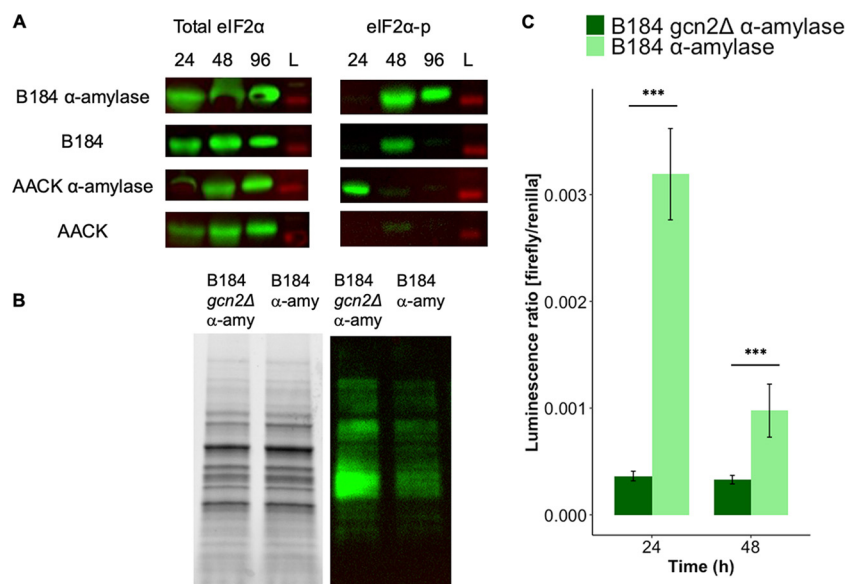 A
Total eIF2α
eIF2α-p
24 48 96 L
24 48 96 L
B184 α-amylase
B184
AACK α-amylase
AACK
B
B184
gcn2Δ
α-amy
B184
α-amy
B184
gcn2Δ
α-amy
B184
α-amy
C
B184 gcn2Δ α-amylase
B184 α-amylase
Luminescence ratio [firefly/renilla]
0.003
0.002
0.001
0.000
***
***
24 48
Time (h)